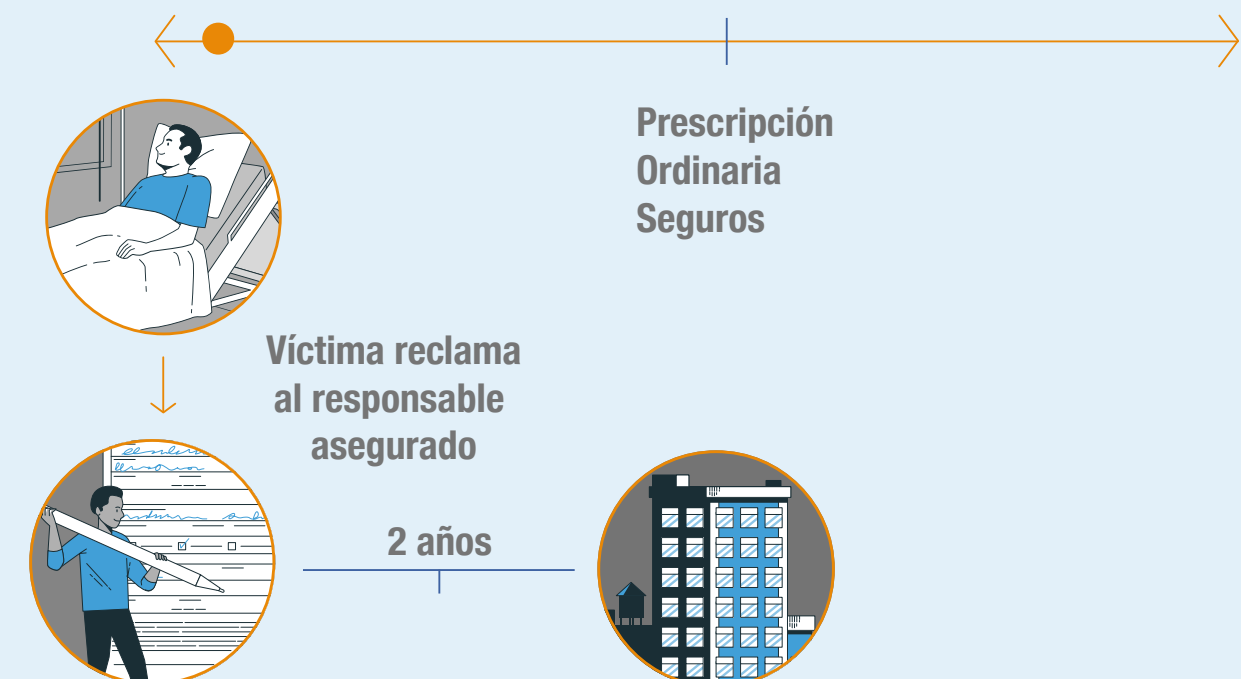 Prescripción
Ordinaria
Seguros
Víctima reclama
al responsable
asegurado
2 años